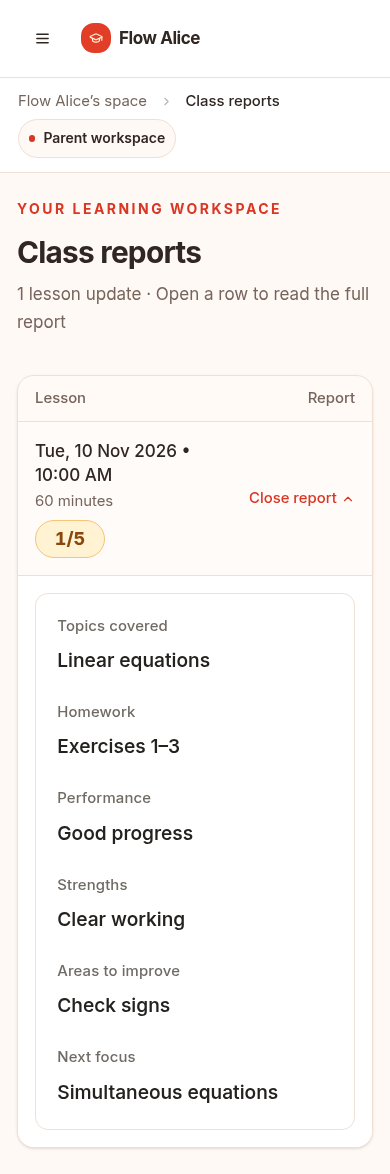 Flow Alice
Flow Alice's space
Class reports
Parent workspace
YOUR LEARNING WORKSPACE
Class reports
1 lesson update · Open a row to read the full
report
Lesson
Report
Tue, 10 Nov 2026 •
10:00 AM
60 minutes
Close report
1/5
Topics covered
Linear equations
Homework
Exercises 1–3
Performance
Good progress
Strengths
Clear working
Areas to improve
Check signs
Next focus
Simultaneous equations